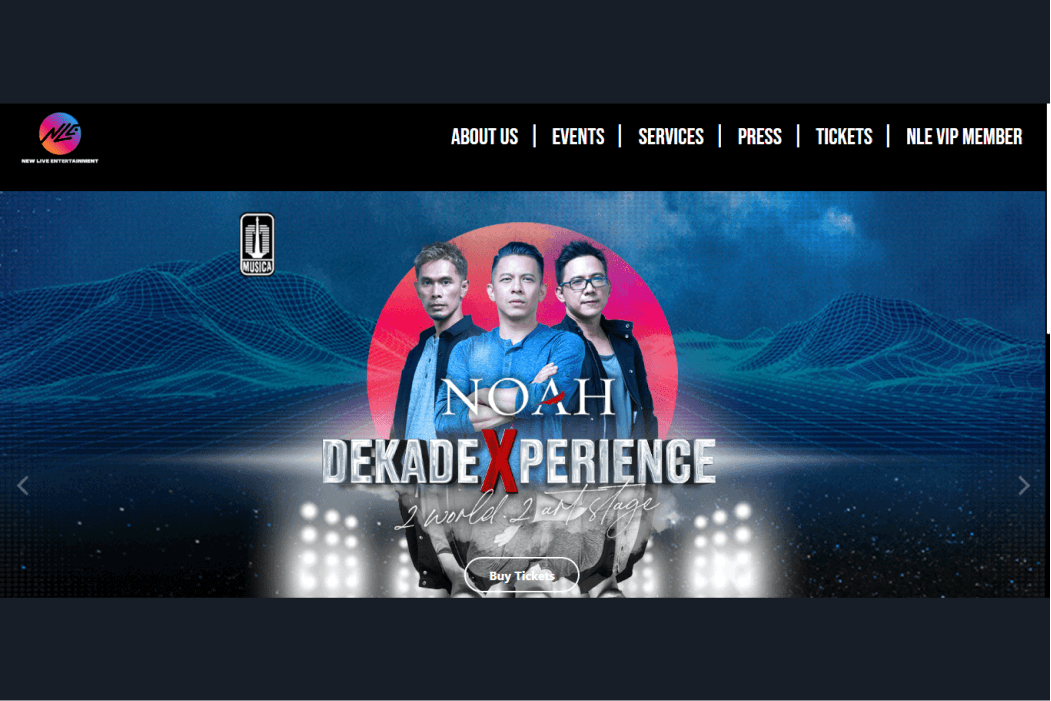 NLE
NEW LIVE ENTERTAINMENT
ABOUT US | EVENTS | SERVICES | PRESS | TICKETS | NLE VIP MEMBER
MUSICA
NOAH
DEKADEXPERIENCE
2 world. 2 art stage
Buy Tickets